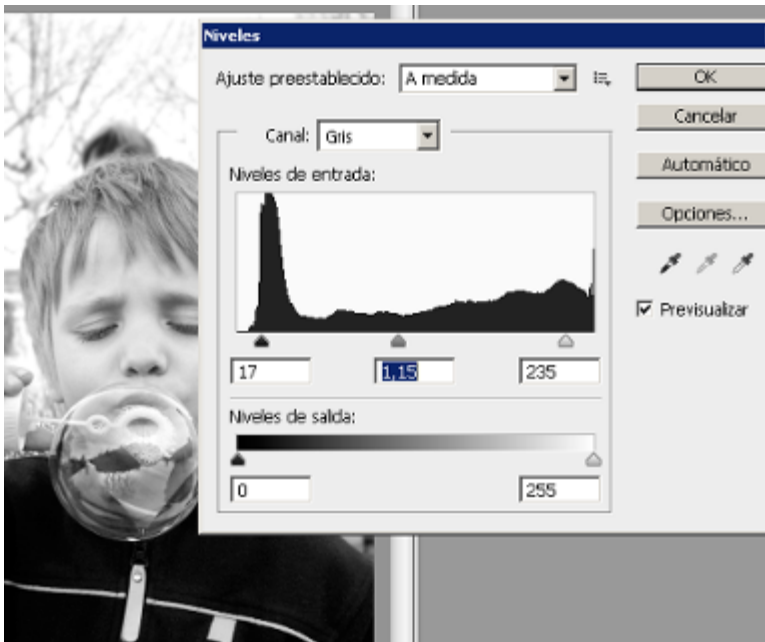 Niveles
Ajuste preestablecido: A medida
OK
Canal: Gris
Cancelar
Niveles de entrada:
Automático
Opciones...
Previsualizar
17 1,15 235
Niveles de salida:
0 255